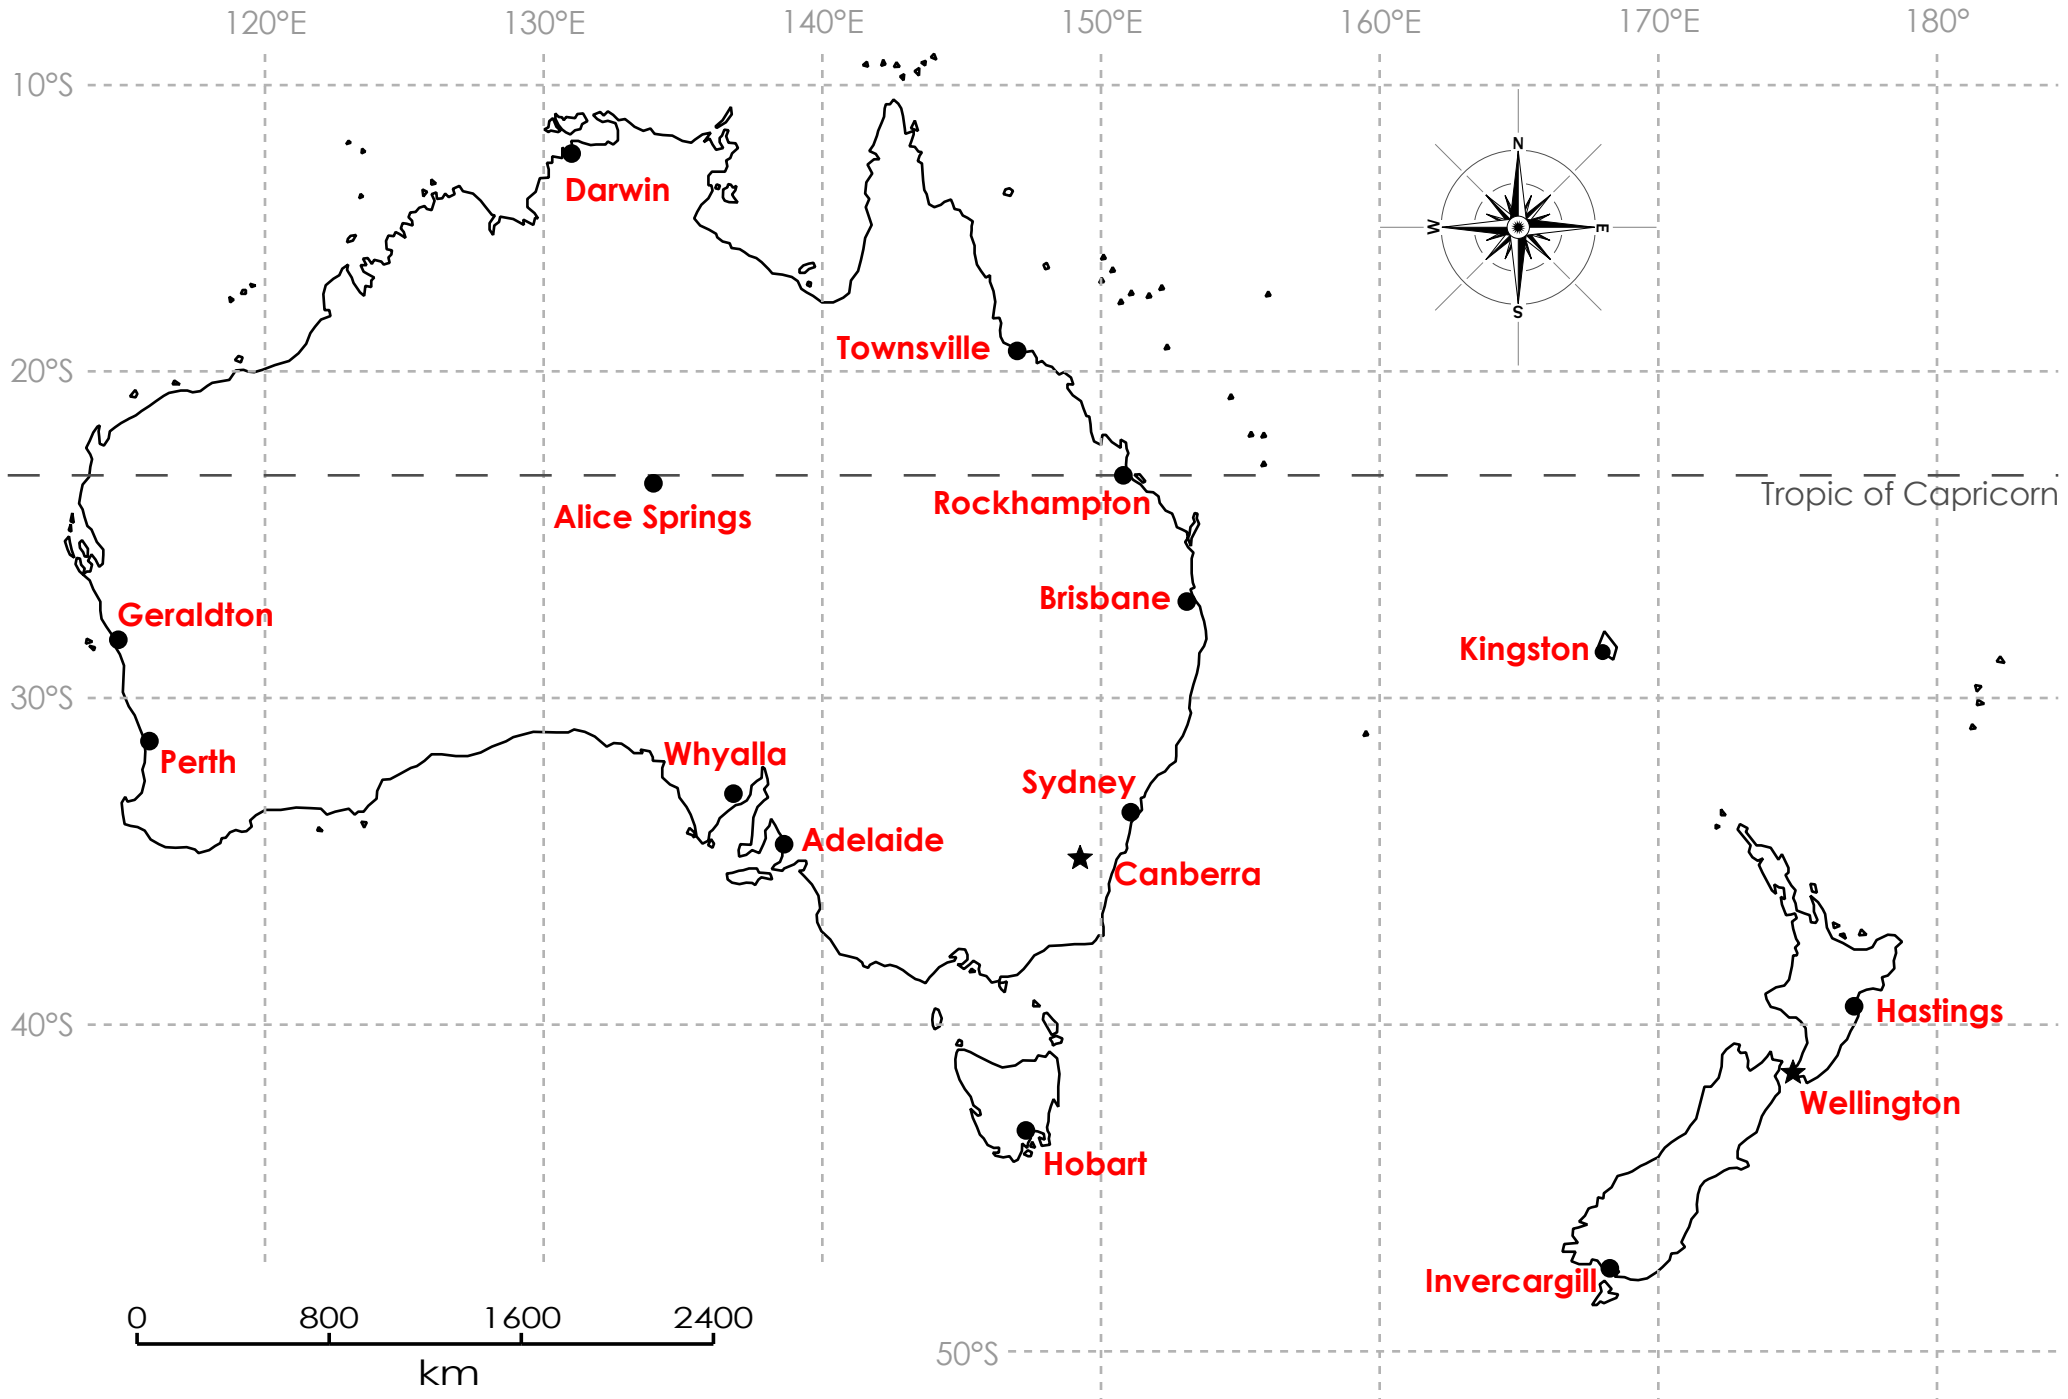 120°E 130°E 140°E 150°E 160°E 170°E 180°
10°S
N
W E
S
Darwin
Townsville
20°S
Tropic of Capricorn
Alice Springs
Rockhampton
Brisbane
Geraldton
Kingston
30°S
Perth
Whyalla
Sydney
Adelaide
Canberra
Hastings
40°S
Wellington
Hobart
Invercargill
0 800 1600 2400
km
50°S